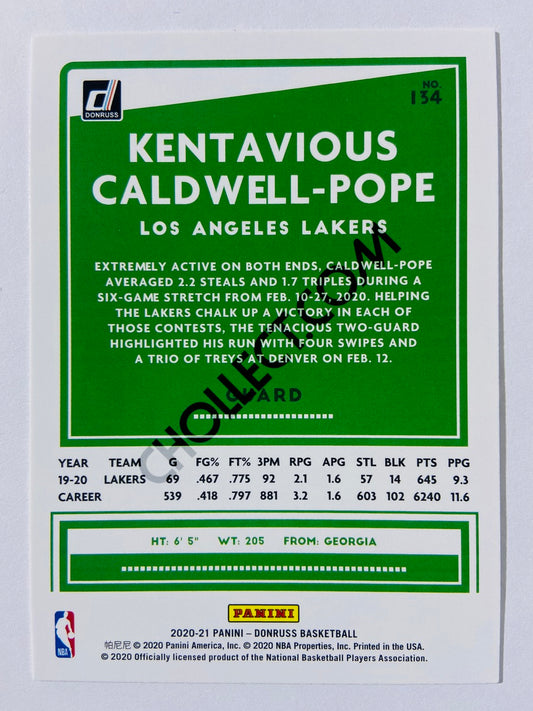 DONRUSS
NO.
134
KENTAVIOUS
CALDWELL-POPE
LOS ANGELES LAKERS
EXTREMELY ACTIVE ON BOTH ENDS, CALDWELL-POPE
AVERAGED 2.2 STEALS AND 1.7 TRIPLES DURING A
SIX-GAME STRETCH FROM FEB. 10-27, 2020. HELPING
THE LAKERS CHALK UP A VICTORY IN EACH OF
THOSE CONTESTS, THE TENACIOUS TWO-GUARD
HIGHLIGHTED HIS RUN WITH FOUR SWIPES AND
A TRIO OF TREYS AT DENVER ON FEB. 12.
GUARD
CHOLLECT.COM
YEAR TEAM G FG% FT% 3PM RPG APG STL BLK PTS PPG
19-20 LAKERS 69 .467 .775 92 2.1 1.6 57 14 645 9.3
CAREER 539 .418 .797 881 3.2 1.6 603 102 6240 11.6
HT: 6' 5" WT: 205 FROM: GEORGIA
PANINI
NBA
2020-21 PANINI – DONRUSS BASKETBALL
帕尼尼 © 2020 Panini America, Inc. © 2020 NBA Properties, Inc. Printed in the USA.
© 2020 Officially licensed product of the National Basketball Players Association.